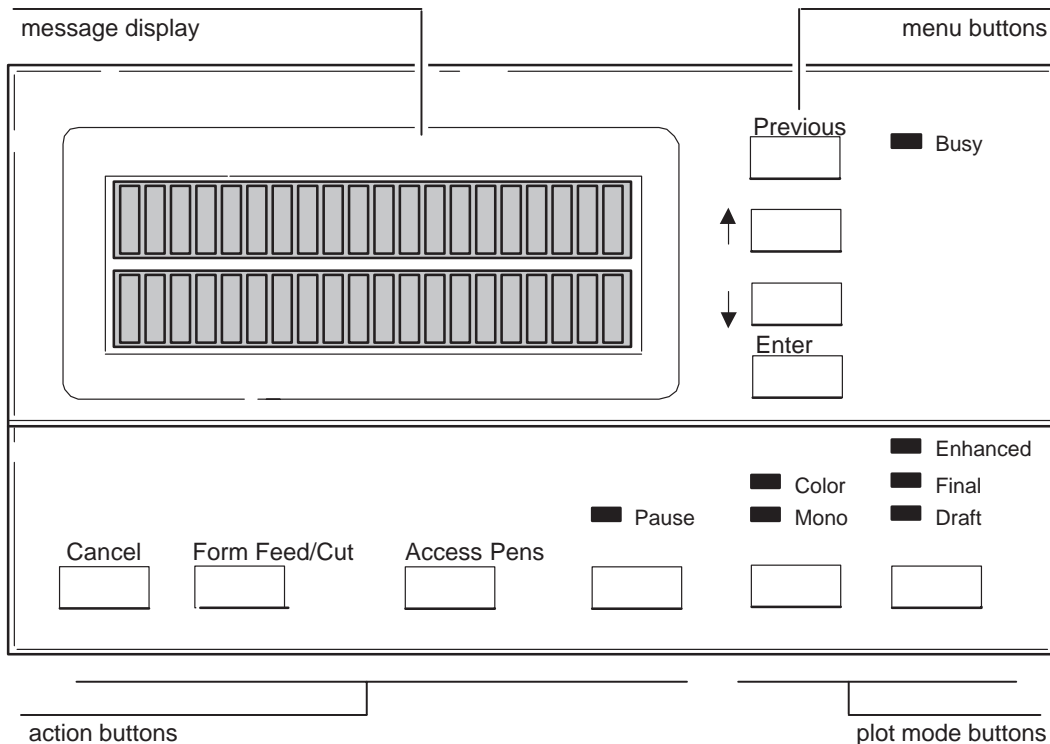 message display
menu buttons
Previous
Busy
Enter
Enhanced
Color
Final
Pause
Mono
Draft
Cancel
Form Feed/Cut
Access Pens
action buttons
plot mode buttons